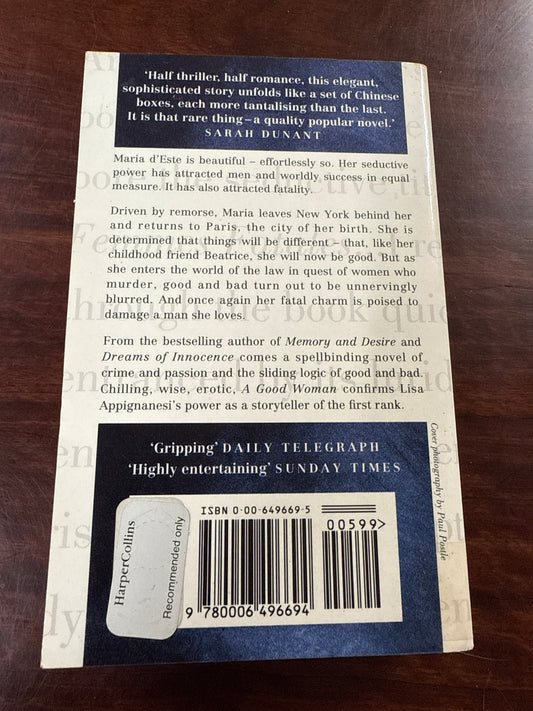 'Half thriller, half romance, this elegant,
sophisticated story unfolds like a set of Chinese
boxes, each more tantalising than the last.
It is that rare thing – a quality popular novel.'
SARAH DUNANT
Maria d'Este is beautiful – effortlessly so. Her seductive
power has attracted men and worldly success in equal
measure. It has also attracted fatality.
Driven by remorse, Maria leaves New York behind her
and returns to Paris, the city of her birth. She is
determined that things will be different – that, like her
childhood friend Beatrice, she will now be good. But as
she enters the world of the law in quest of women who
murder, good and bad turn out to be unnervingly
blurred. And once again her fatal charm is poised to
damage a man she loves.
From the bestselling author of Memory and Desire and
Dreams of Innocence comes a spellbinding novel of
crime and passion and the sliding logic of good and bad.
Chilling, wise, erotic, A Good Woman confirms Lisa
Appignanesi's power as a storyteller of the first rank.
'Gripping' DAILY TELEGRAPH
'Highly entertaining' SUNDAY TIMES
Cover photography by Paul Postle
HarperCollins
Recommended only
ISBN 0-00-649669-5
00599>
9 780006 496694